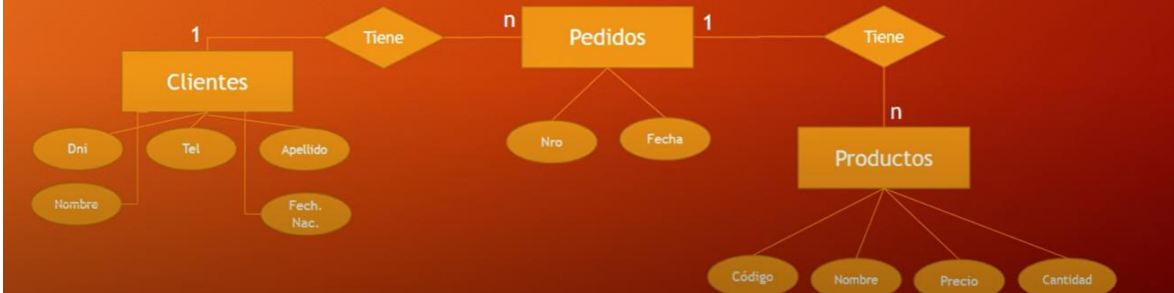 1
Tiene
n
Pedidos
1
Tiene
Clientes
n
Dni
Tel
Apellido
Nro
Fecha
Productos
Nombre
Fech.
Nac.
Código
Nombre
Precio
Cantidad